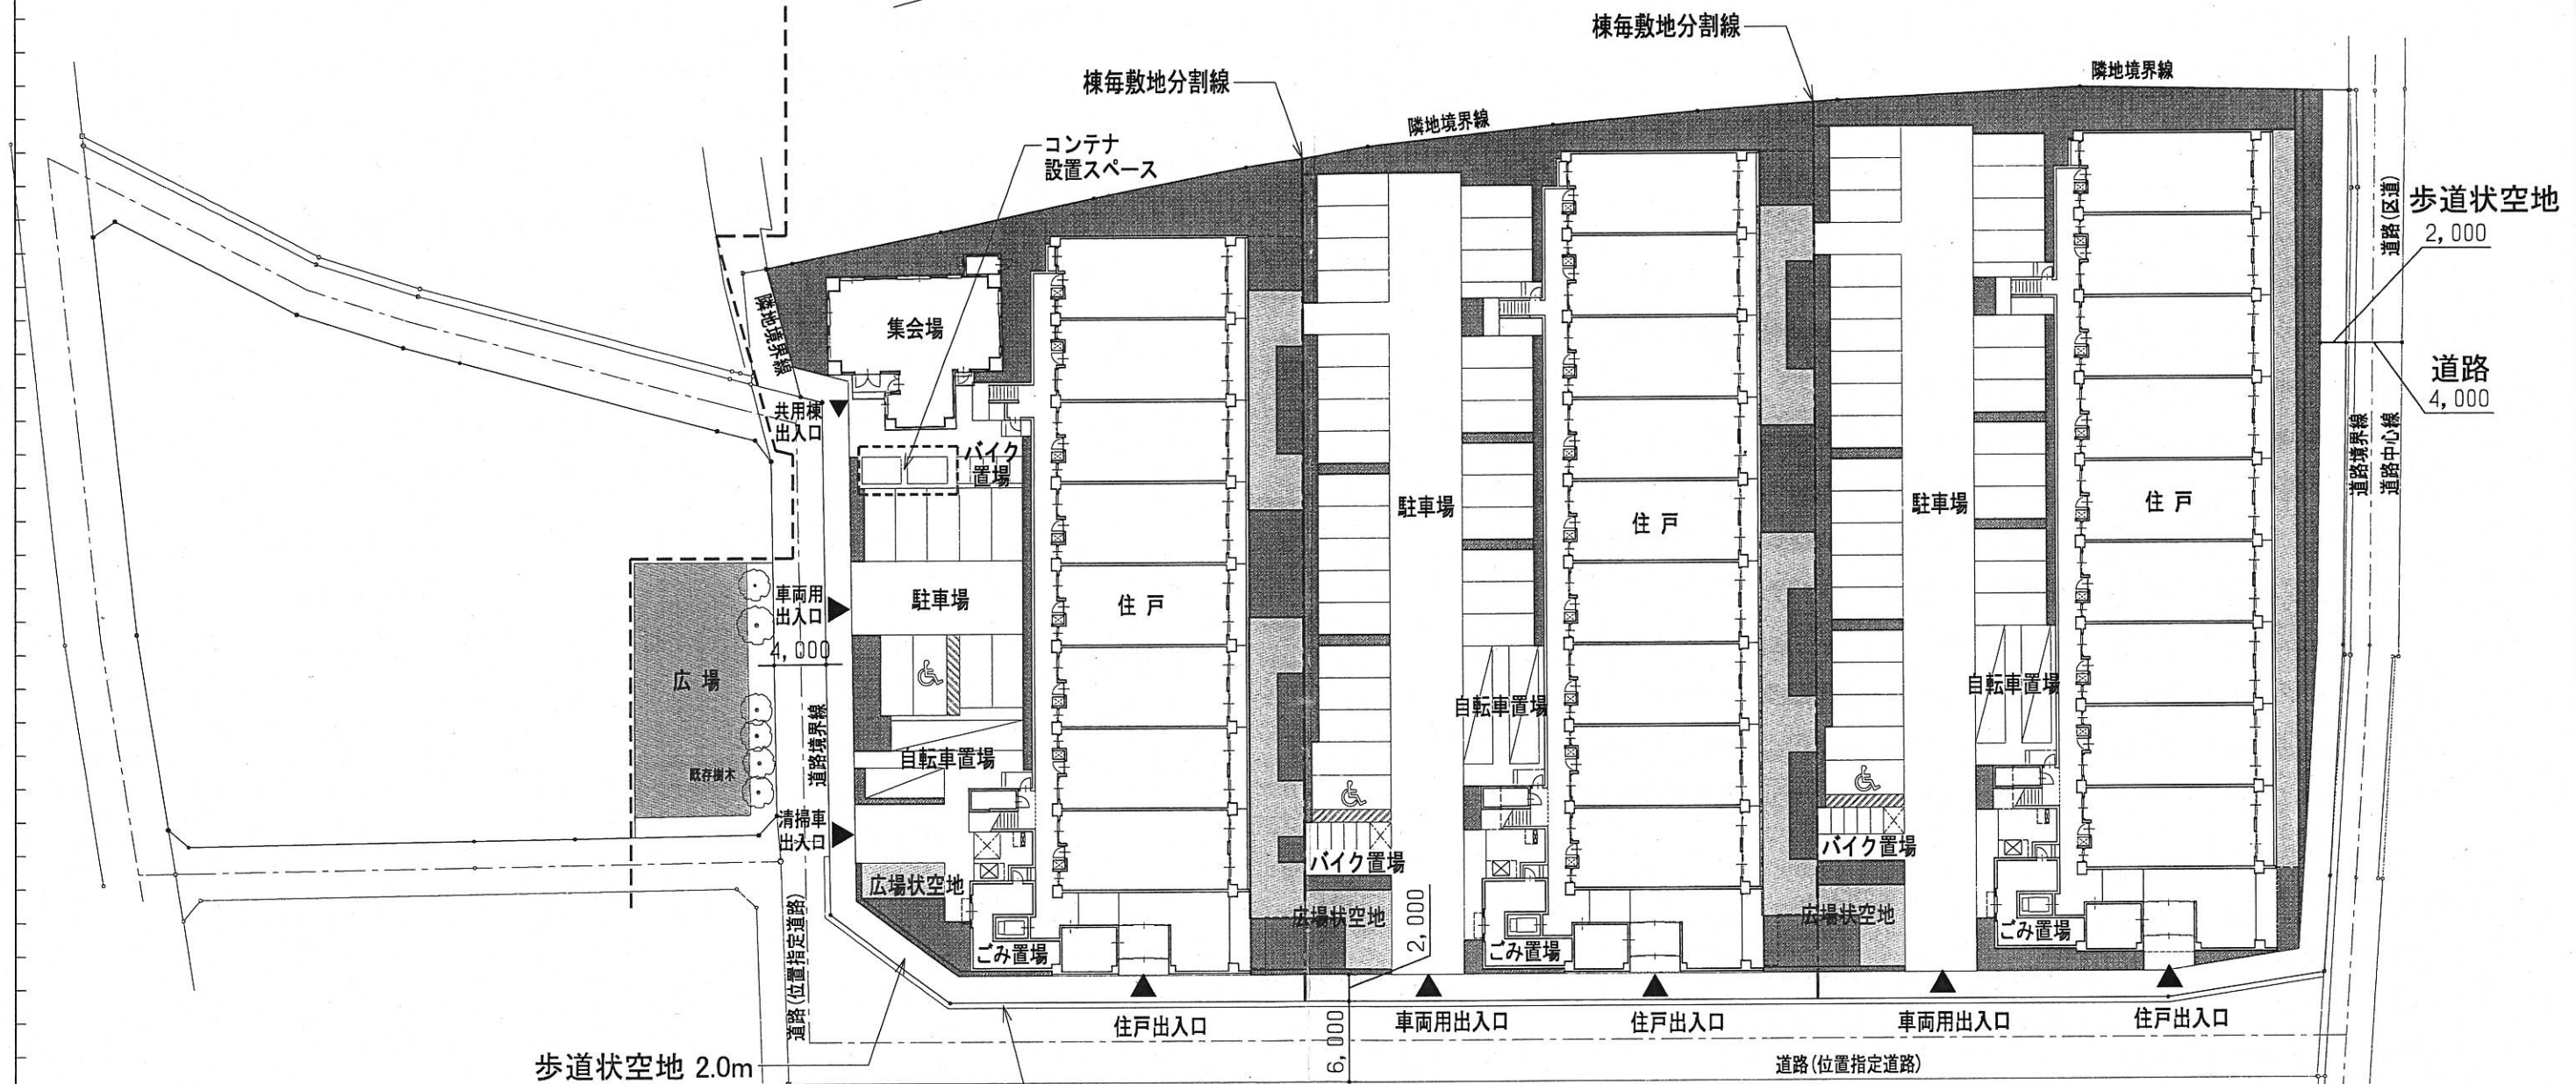 棟毎敷地分割線
隣地境界線
棟毎敷地分割線
隣地境界線
コンテナ
設置スペース
道路(区道)
歩道状空地
2,000
隣地境界線
集会場
道路
4,000
共用棟
出入口
バイク
置場
道路境界線
道路中心線
駐車場
住戸
駐車場
住戸
車両用
出入口
駐車場
住戸
4,000
広場
自転車置場
自転車置場
道路境界線
自転車置場
既存樹木
清掃車
出入口
バイク置場
バイク置場
広場状空地
広場状空地
広場状空地
2,000
道路(位置指定道路)
ごみ置場
ごみ置場
ごみ置場
住戸出入口
車両用出入口
住戸出入口
車両用出入口
住戸出入口
6,000
歩道状空地 2.0m
道路(位置指定道路)